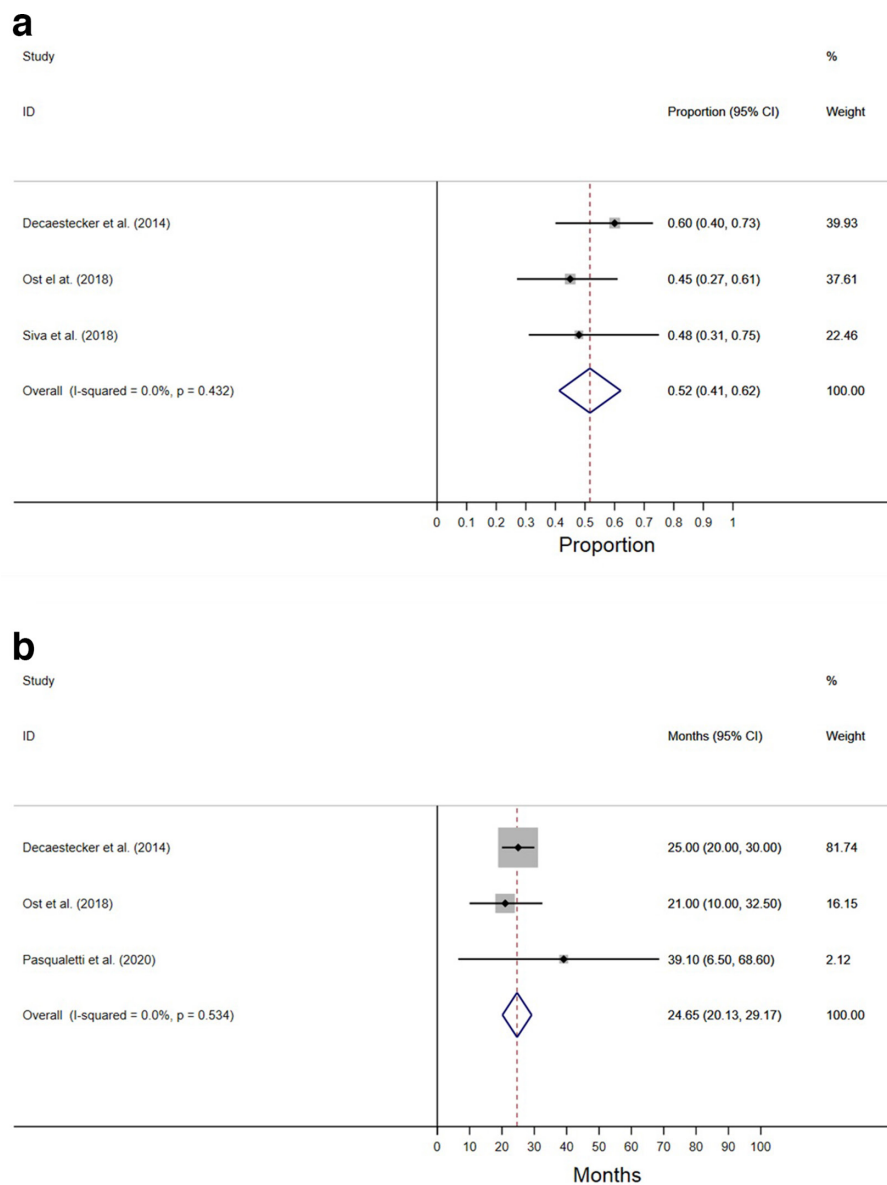 a
Study %
ID Proportion (95% CI) Weight
Decaestecker et al. (2014) 0.60 (0.40, 0.73) 39.93
Ost el at. (2018) 0.45 (0.27, 0.61) 37.61
Siva et al. (2018) 0.48 (0.31, 0.75) 22.46
Overall (I-squared = 0.0%, p = 0.432) 0.52 (0.41, 0.62) 100.00
0 0.1 0.2 0.3 0.4 0.5 0.6 0.7 0.8 0.9 1
Proportion
b
Study %
ID Months (95% CI) Weight
Decaestecker et al. (2014) 25.00 (20.00, 30.00) 81.74
Ost et al. (2018) 21.00 (10.00, 32.50) 16.15
Pasqualetti et al. (2020) 39.10 (6.50, 68.60) 2.12
Overall (I-squared = 0.0%, p = 0.534) 24.65 (20.13, 29.17) 100.00
0 10 20 30 40 50 60 70 80 90 100
Months